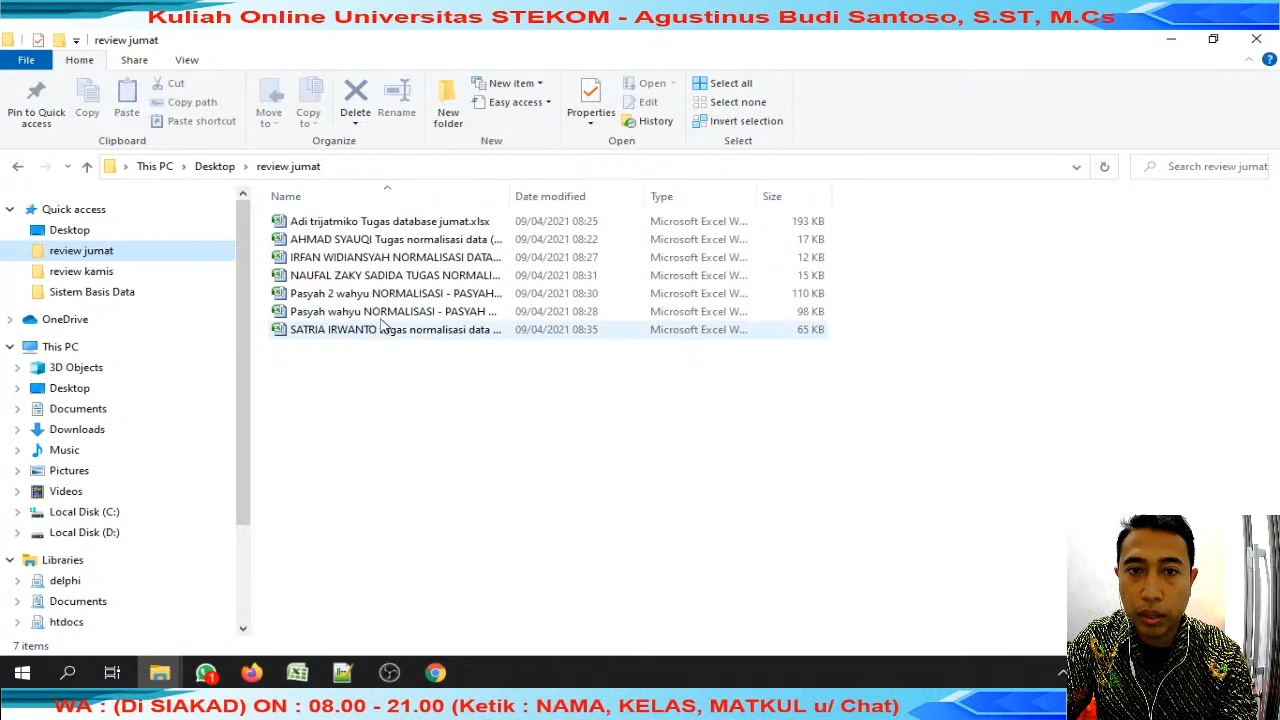 Kuliah Online Universitas STEKOM - Agustinus Budi Santoso, S.ST, M.Cs
review jumat
File Home Share View
Pin to Quick access
Copy
Paste
Cut
Copy path
Paste shortcut
Clipboard
Move to
Copy to
Delete
Rename
Organize
New folder
New item
Easy access
New
Properties
Open
Edit
History
Open
Select all
Select none
Invert selection
Select
This PC > Desktop > review jumat
Search review jumat
Name Date modified Type Size
Adi trijatmiko Tugas database jumat.xlsx 09/04/2021 08:25 Microsoft Excel W... 193 KB
AHMAD SYAUQI Tugas normalisasi data (... 09/04/2021 08:22 Microsoft Excel W... 17 KB
IRFAN WIDIANSYAH NORMALISASI DATA... 09/04/2021 08:27 Microsoft Excel W... 12 KB
NAUFAL ZAKY SADIDA TUGAS NORMALI... 09/04/2021 08:31 Microsoft Excel W... 15 KB
Pasyah 2 wahyu NORMALISASI - PASYAH... 09/04/2021 08:30 Microsoft Excel W... 110 KB
Pasyah wahyu NORMALISASI - PASYAH ... 09/04/2021 08:28 Microsoft Excel W... 98 KB
SATRIA IRWANTO tugas normalisasi data ... 09/04/2021 08:35 Microsoft Excel W... 65 KB
Quick access
Desktop
review jumat
review kamis
Sistem Basis Data
OneDrive
This PC
3D Objects
Desktop
Documents
Downloads
Music
Pictures
Videos
Local Disk (C:)
Local Disk (D:)
Libraries
delphi
Documents
htdocs
7 items
1
WA : (Di SIAKAD) ON : 08.00 - 21.00 (Ketik : NAMA, KELAS, MATKUL u/ Chat)